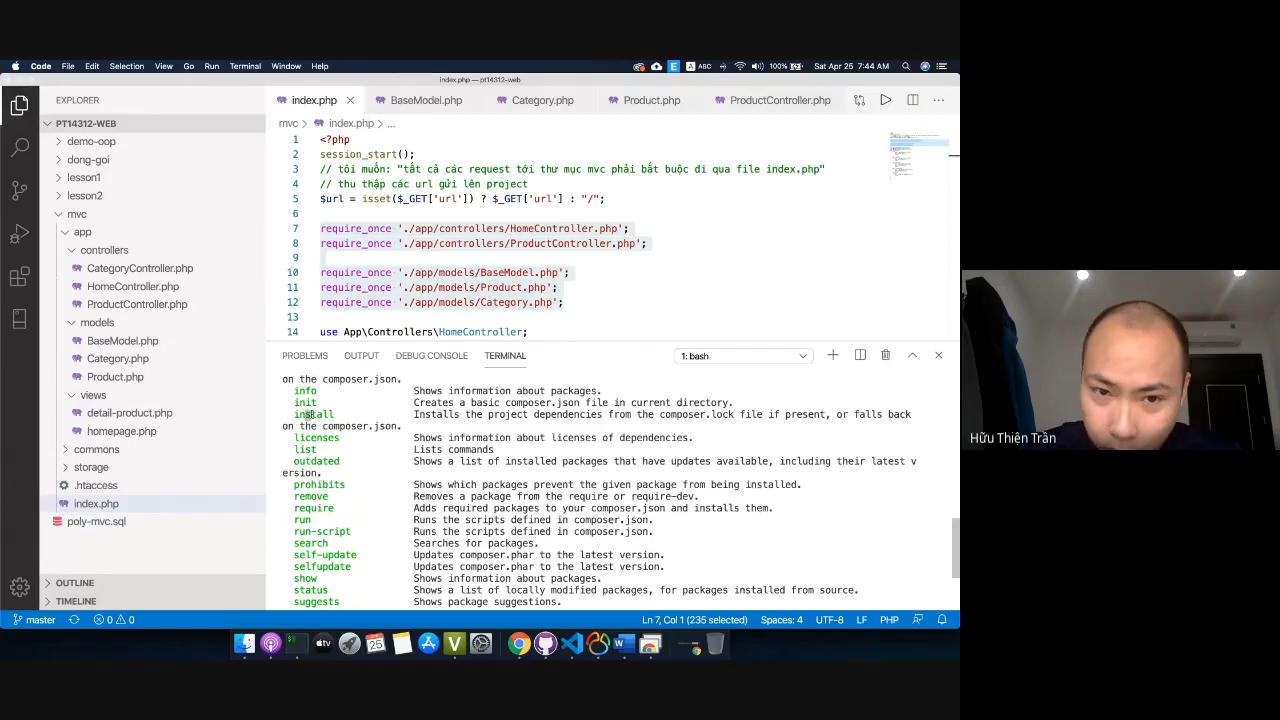 Code File Edit Selection View Go Run Terminal Window Help
E A ABC 100% Sat Apr 25 7:44 AM
index.php — pt14312-web
EXPLORER
PT14312-WEB
demo-oop
dong-goi
lesson1
lesson2
mvc
app
controllers
CategoryController.php
HomeController.php
ProductController.php
models
BaseModel.php
Category.php
Product.php
views
detail-product.php
homepage.php
commons
storage
.htaccess
index.php
poly-mvc.sql
OUTLINE
TIMELINE
index.php BaseModel.php Category.php Product.php ProductController.php
mvc > index.php > ...
1 <?php
2 session_start();
3 // tôi muốn: "tất cả các request tới thư mục mvc phải bắt buộc đi qua file index.php"
4 // thu thập các url gửi lên project
5 $url = isset($_GET['url']) ? $_GET['url'] : "/";
6
7 require_once './app/controllers/HomeController.php';
8 require_once './app/controllers/ProductController.php';
9
10 require_once './app/models/BaseModel.php';
11 require_once './app/models/Product.php';
12 require_once './app/models/Category.php';
13
14 use App\Controllers\HomeController;
PROBLEMS OUTPUT DEBUG CONSOLE TERMINAL 1: bash
on the composer.json.
info Shows information about packages.
init Creates a basic composer.json file in current directory.
install Installs the project dependencies from the composer.lock file if present, or falls back
on the composer.json.
licenses Shows information about licenses of dependencies.
list Lists commands
outdated Shows a list of installed packages that have updates available, including their latest v
ersion.
prohibits Shows which packages prevent the given package from being installed.
remove Removes a package from the require or require-dev.
require Adds required packages to your composer.json and installs them.
run Runs the scripts defined in composer.json.
run-script Runs the scripts defined in composer.json.
search Searches for packages.
self-update Updates composer.phar to the latest version.
selfupdate Updates composer.phar to the latest version.
show Shows information about packages.
status Shows a list of locally modified packages, for packages installed from source.
suggests Shows package suggestions.
master 0 0 Ln 7, Col 1 (235 selected) Spaces: 4 UTF-8 LF PHP
tv 25 V W
Hữu Thiện Trần